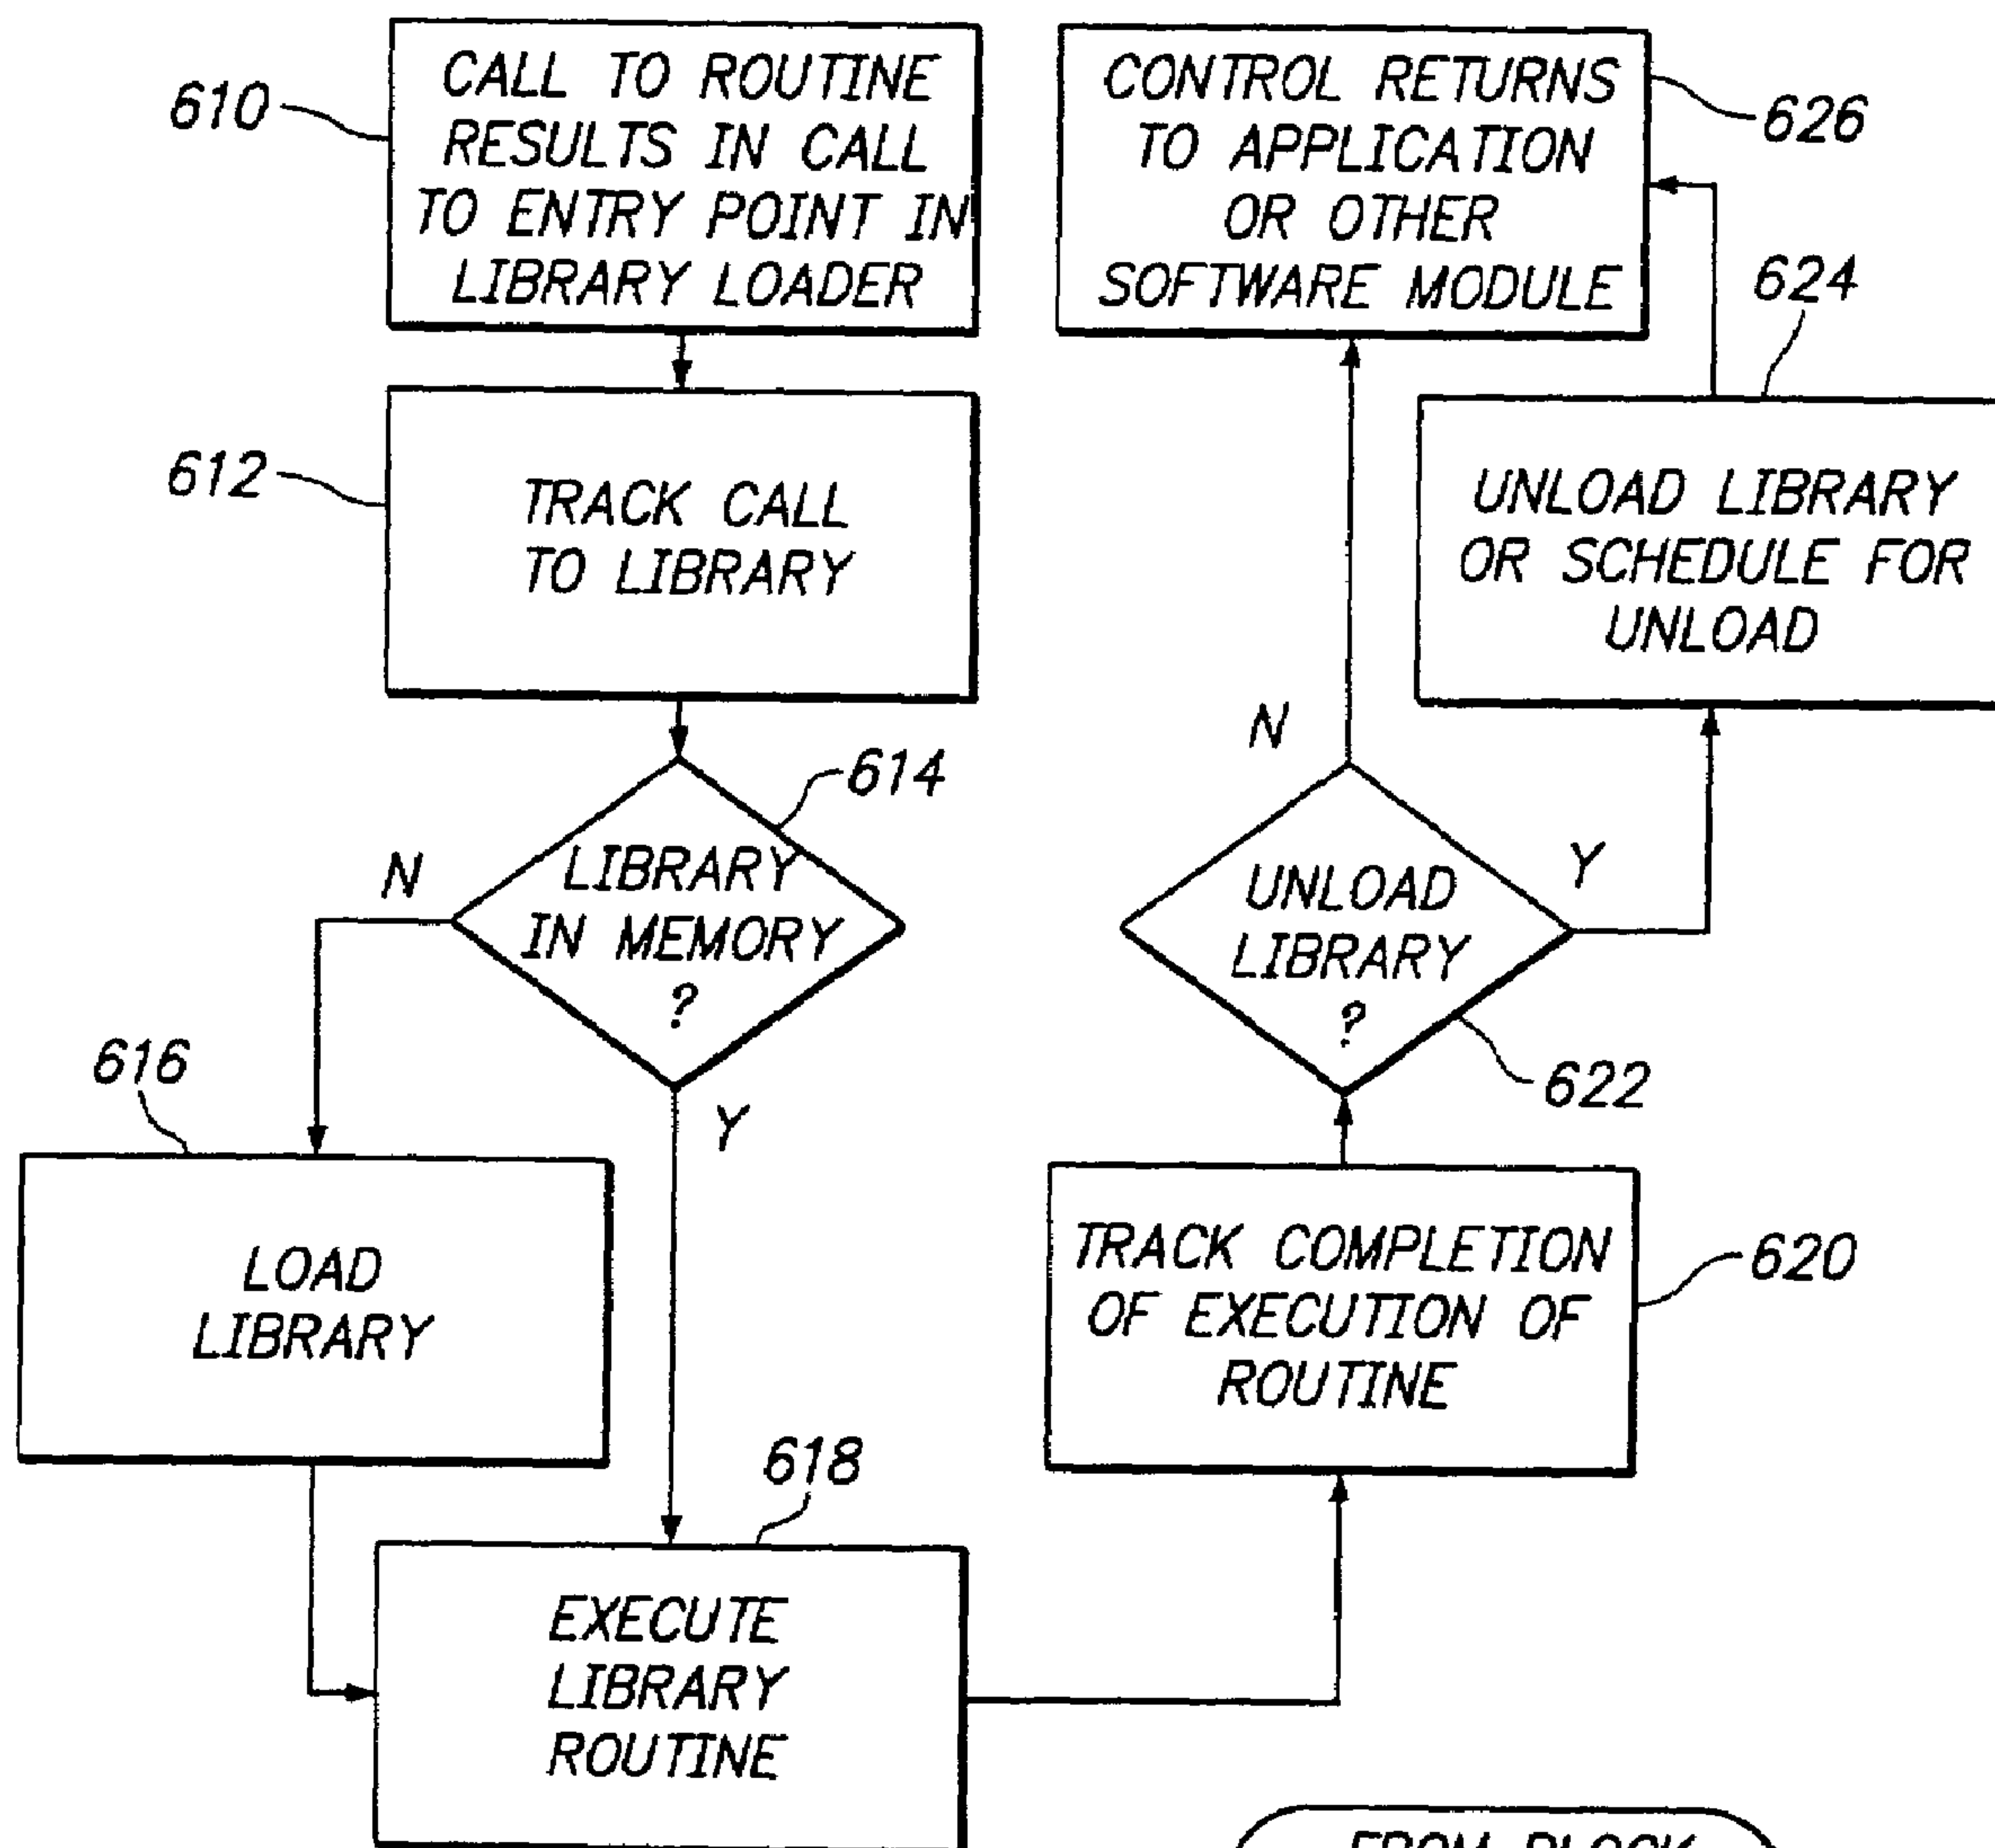 610
CALL TO ROUTINE
RESULTS IN CALL
TO ENTRY POINT IN
LIBRARY LOADER
612
TRACK CALL
TO LIBRARY
614
LIBRARY
IN MEMORY
?
N
Y
616
LOAD
LIBRARY
618
EXECUTE
LIBRARY
ROUTINE
620
TRACK COMPLETION
OF EXECUTION OF
ROUTINE
622
UNLOAD
LIBRARY
?
N
Y
624
UNLOAD LIBRARY
OR SCHEDULE FOR
UNLOAD
626
CONTROL RETURNS
TO APPLICATION
OR OTHER
SOFTWARE MODULE
FROM BLOCK